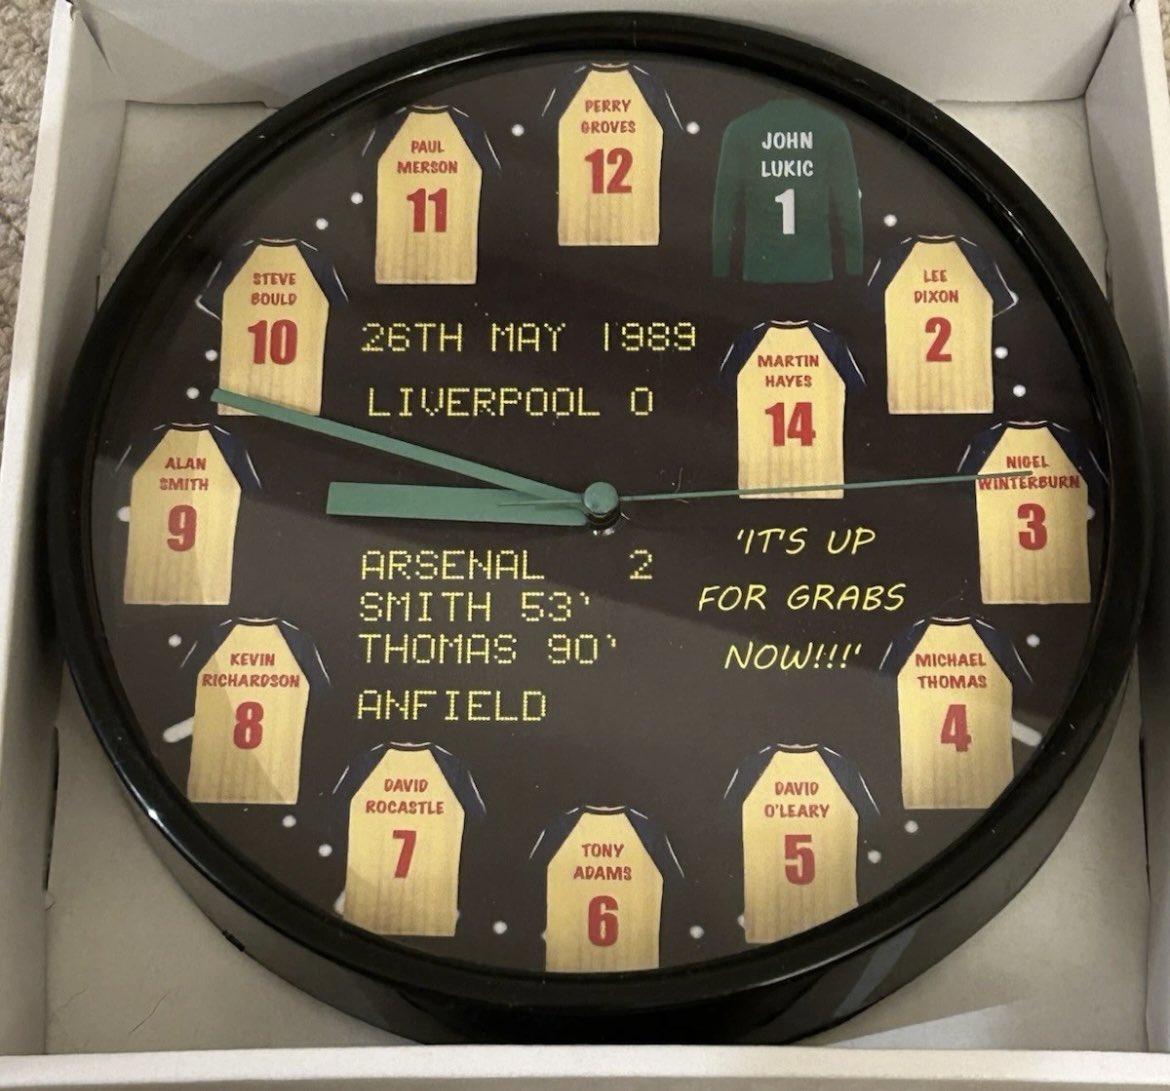 PERRY
GROVES
12
JOHN
LUKIC
1
LEE
DIXON
2
NIGEL
WINTERBURN
3
MICHAEL
THOMAS
4
DAVID
O'LEARY
5
TONY
ADAMS
6
DAVID
ROCASTLE
7
KEVIN
RICHARDSON
8
ALAN
SMITH
9
STEVE
BOULD
10
PAUL
MERSON
11
26TH MAY 1989
LIVERPOOL 0
MARTIN
HAYES
14
ARSENAL 2
SMITH 53'
THOMAS 90'
ANFIELD
'IT'S UP
FOR GRABS
NOW!!!'